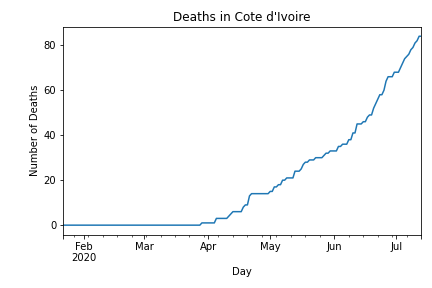 Deaths in Cote d'Ivoire
Number of Deaths
80
60
40
20
0
Feb
2020
Mar
Apr
May
Jun
Jul
Day